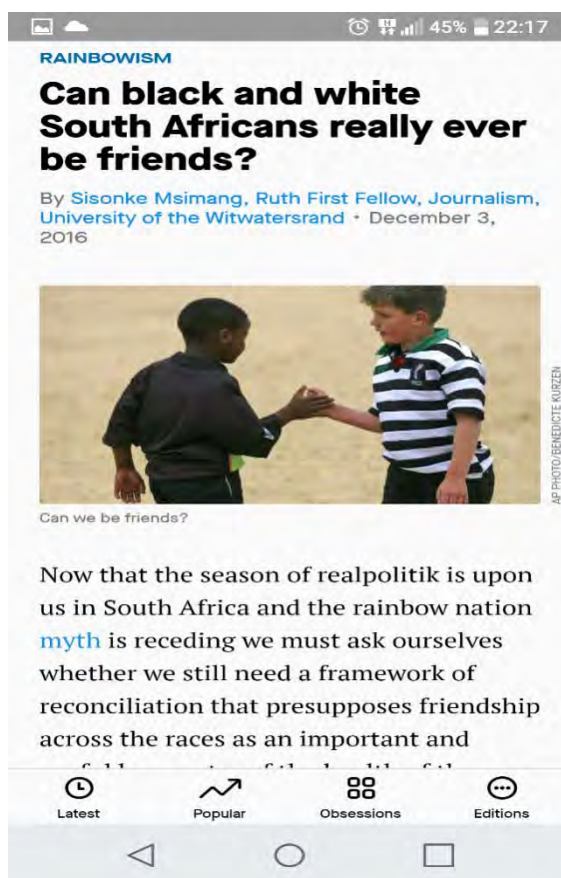 45% 22:17
RAINBOWISM
Can black and white
South Africans really ever
be friends?
By Sisonke Msimang, Ruth First Fellow, Journalism,
University of the Witwatersrand • December 3,
2016
AP PHOTO/BENEDICTE KURZEN
Can we be friends?
Now that the season of realpolitik is upon
us in South Africa and the rainbow nation
myth is receding we must ask ourselves
whether we still need a framework of
reconciliation that presupposes friendship
across the races as an important and
Latest Popular Obsessions Editions